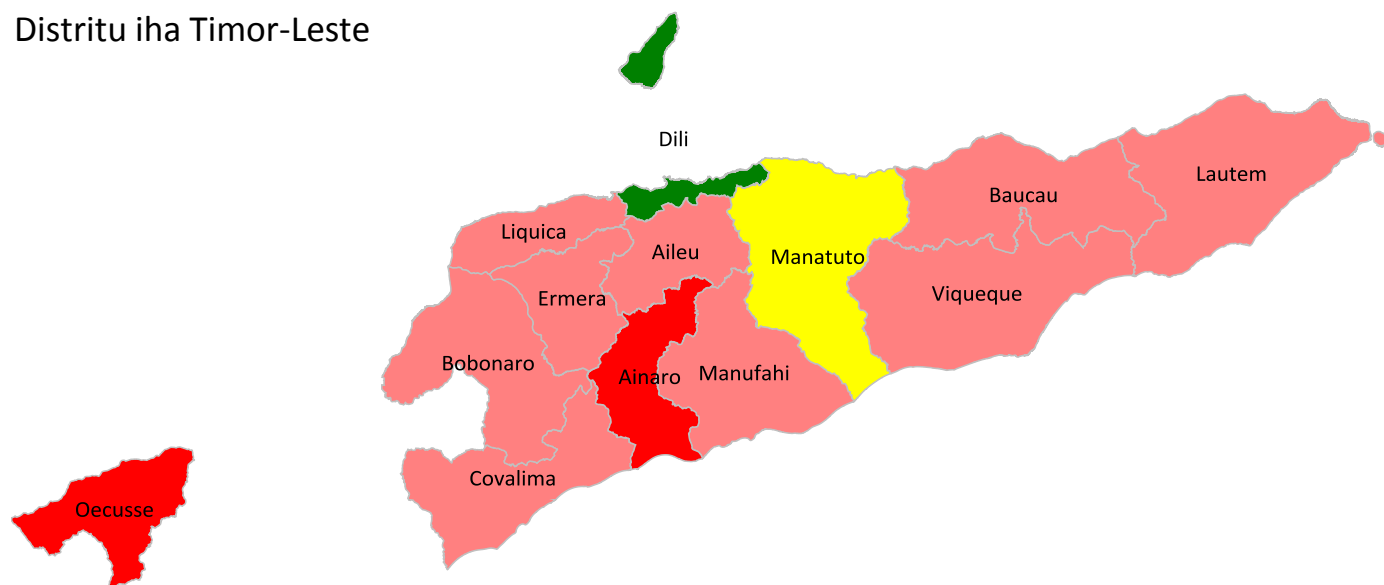 Distritu iha Timor-Leste
Dili
Lautem
Baucau
Liquica
Aileu
Manatuto
Ermera
Viqueque
Bobonaro
Ainaro
Manufahi
Covalima
Oecusse